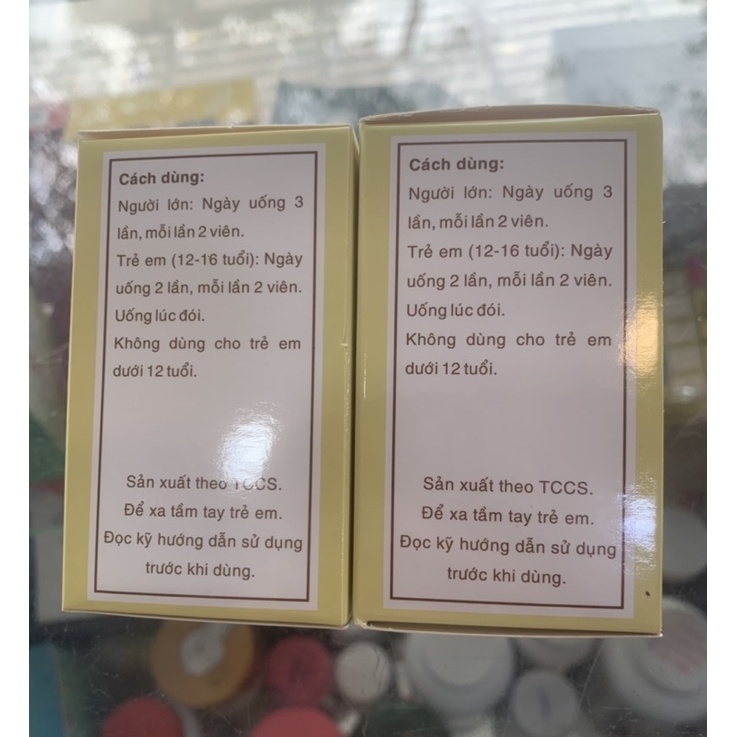 Cách dùng:
Người lớn: Ngày uống 3
lần, mỗi lần 2 viên.
Trẻ em (12-16 tuổi): Ngày
uống 2 lần, mỗi lần 2 viên.
Uống lúc đói.
Không dùng cho trẻ em
dưới 12 tuổi.
Sản xuất theo TCCS.
Để xa tầm tay trẻ em.
Đọc kỹ hướng dẫn sử dụng
trước khi dùng.
Cách dùng:
Người lớn: Ngày uống 3
lần, mỗi lần 2 viên.
Trẻ em (12-16 tuổi): Ngày
uống 2 lần, mỗi lần 2 viên.
Uống lúc đói.
Không dùng cho trẻ em
dưới 12 tuổi.
Sản xuất theo TCCS.
Để xa tầm tay trẻ em.
Đọc kỹ hướng dẫn sử dụng
trước khi dùng.